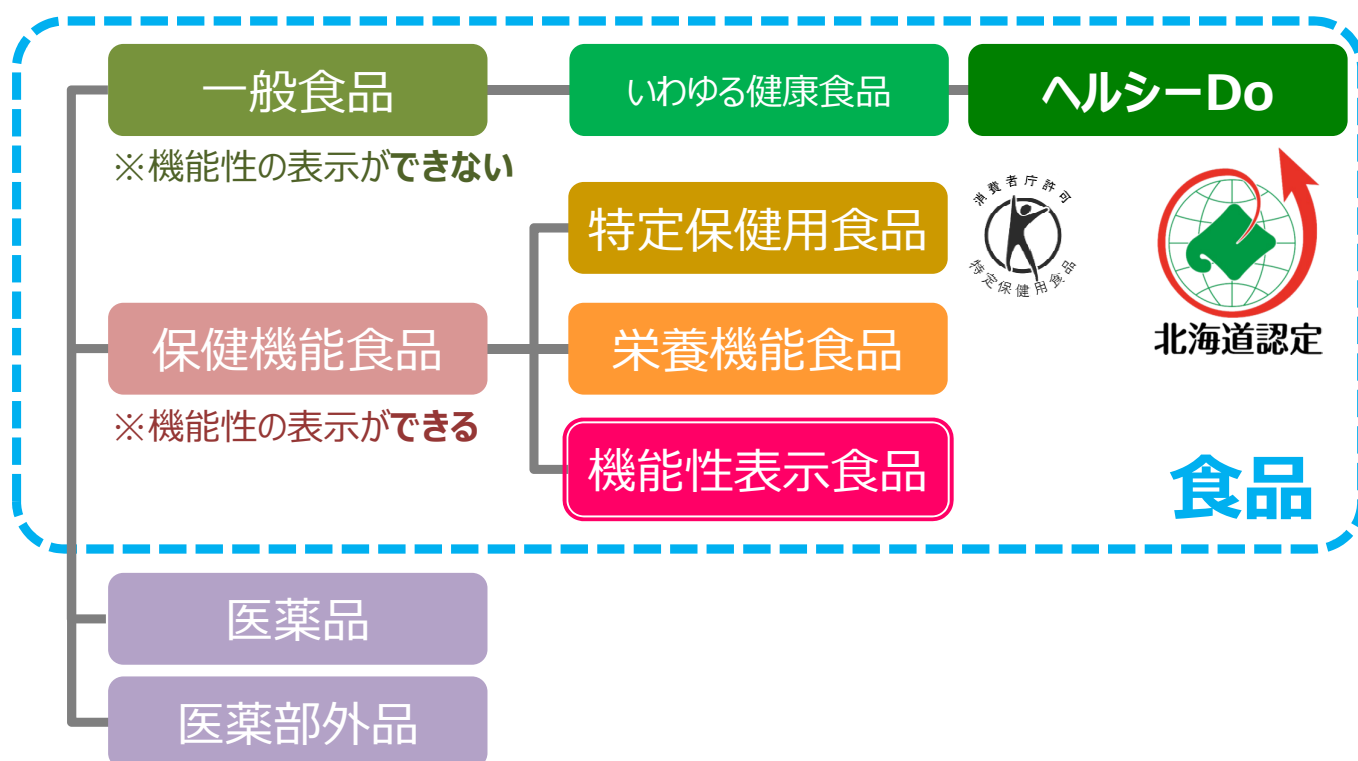 一般食品
いわゆる健康食品
ヘルシーDo
※機能性の表示ができない
特定保健用食品
消費者庁許可
特定保健用食品
北海道認定
保健機能食品
栄養機能食品
※機能性の表示ができる
機能性表示食品
食品
医薬品
医薬部外品